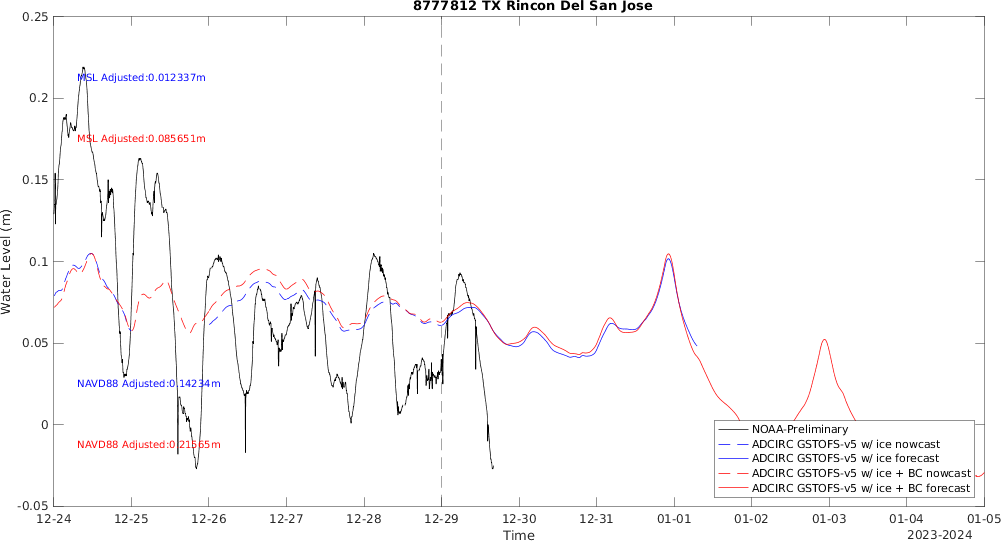 8777812 TX Rincon Del San Jose
0.25
0.2
0.15
0.1
0.05
0
-0.05
Water Level (m)
MSL Adjusted:0.012337m
MSL Adjusted:0.085651m
NAVD88 Adjusted:0.14234m
NAVD88 Adjusted:0.21565m
NOAA-Preliminary
ADCIRC GSTOFS-v5 w/ ice nowcast
ADCIRC GSTOFS-v5 w/ ice forecast
ADCIRC GSTOFS-v5 w/ ice + BC nowcast
ADCIRC GSTOFS-v5 w/ ice + BC forecast
12-24 12-25 12-26 12-27 12-28 12-29 12-30 12-31 01-01 01-02 01-03 01-04 01-05
Time
2023-2024